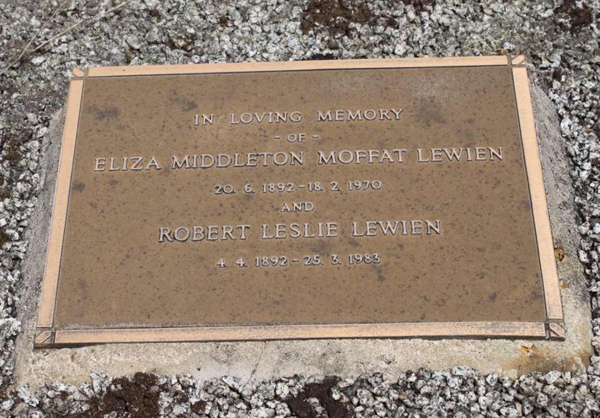 IN LOVING MEMORY
- OF -
ELIZA MIDDLETON MOFFAT LEWIEN
20. 6. 1892 - 18. 2. 1970
AND
ROBERT LESLIE LEWIEN
4. 4. 1892 - 25. 3. 1983